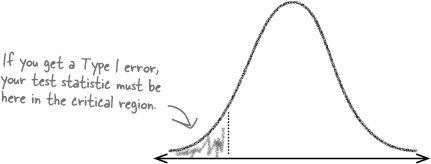 If you get a Type I error,
your test statistic must be
here in the critical region.